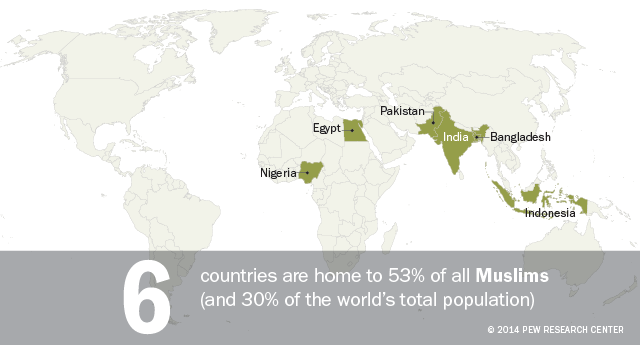 Pakistan
Egypt
India
Bangladesh
Nigeria
Indonesia
6
countries are home to 53% of all Muslims
(and 30% of the world's total population)
© 2014 PEW RESEARCH CENTER